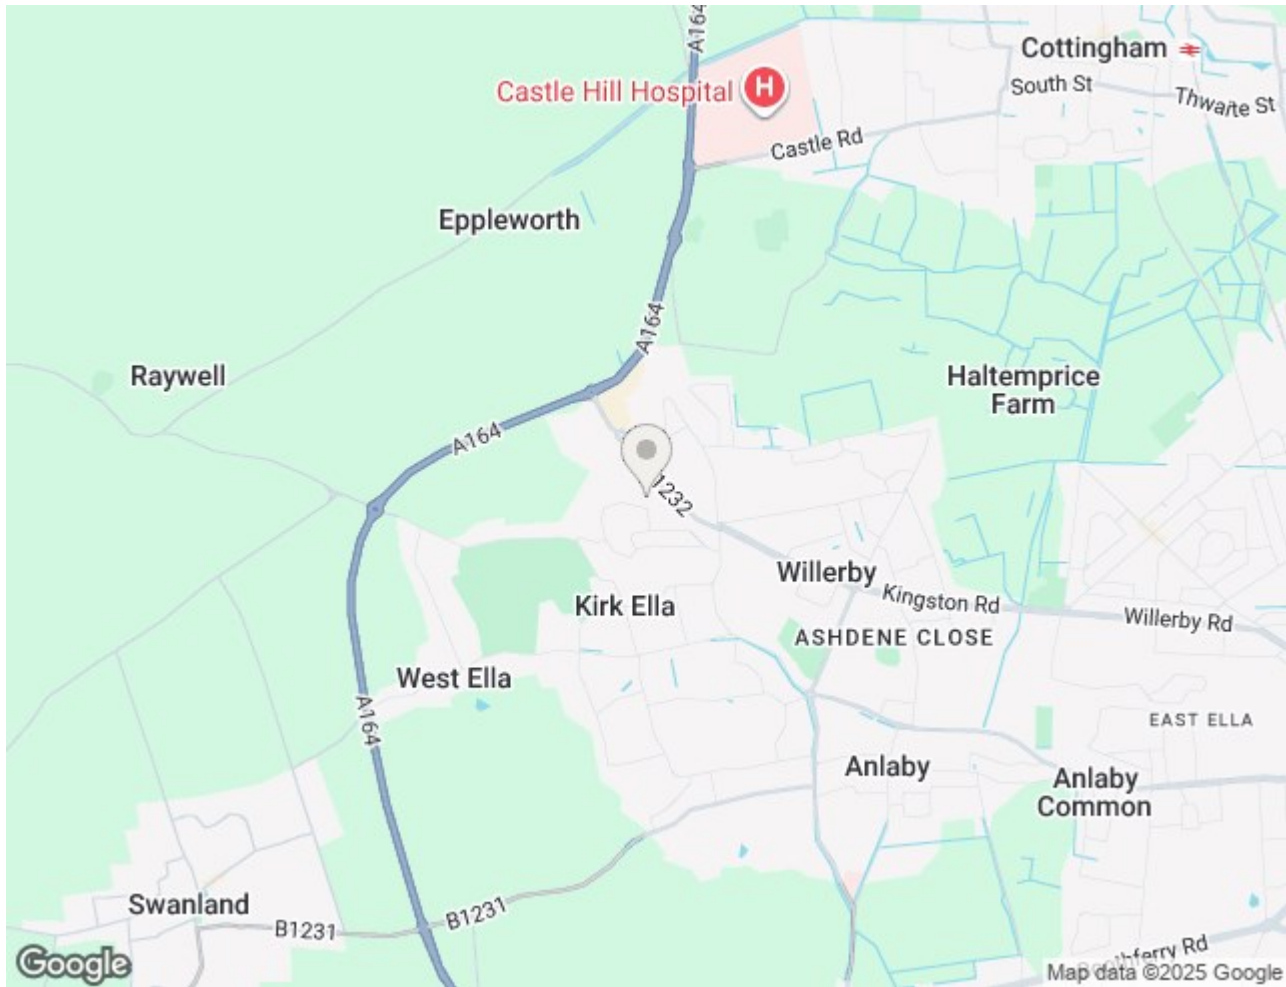 A164
Cottingham
South St
Thwaite St
Castle Hill Hospital
H
Castle Rd
Eppleworth
A164
Raywell
Haltemprice
Farm
A164
1232
Willerby
Kingston Rd
Kirk Ella
Willerby Rd
ASHDENE CLOSE
West Ella
A164
EAST ELLA
Anlaby
Anlaby
Common
Swanland
B1231
B1231
Rd
Google
Map data ©2025 Google